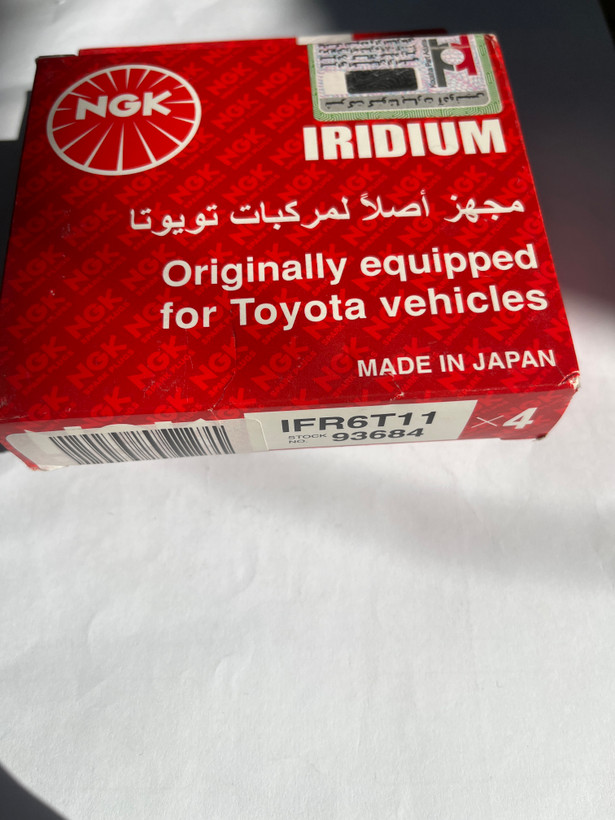 NGK
IRIDIUM
مجهز أصلاً لمركبات تويوتا
Originally equipped
for Toyota vehicles
MADE IN JAPAN
IFR6T11
STOCK NO. 93684
×4